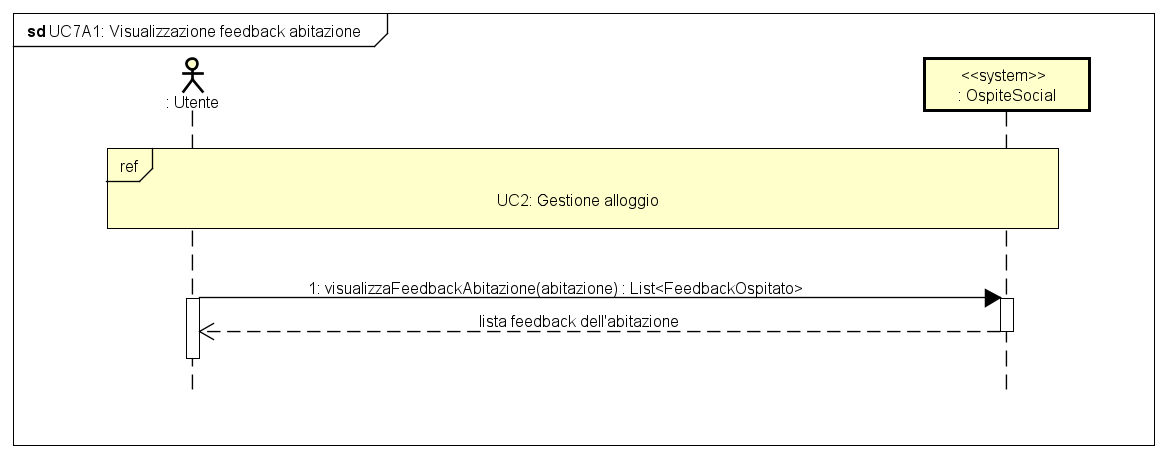 sd UC7A1: Visualizzazione feedback abitazione
: Utente
<<system>>
: OspiteSocial
ref
UC2: Gestione alloggio
1: visualizzaFeedbackAbitazione(abitazione) : List<FeedbackOspitato>
lista feedback dell'abitazione